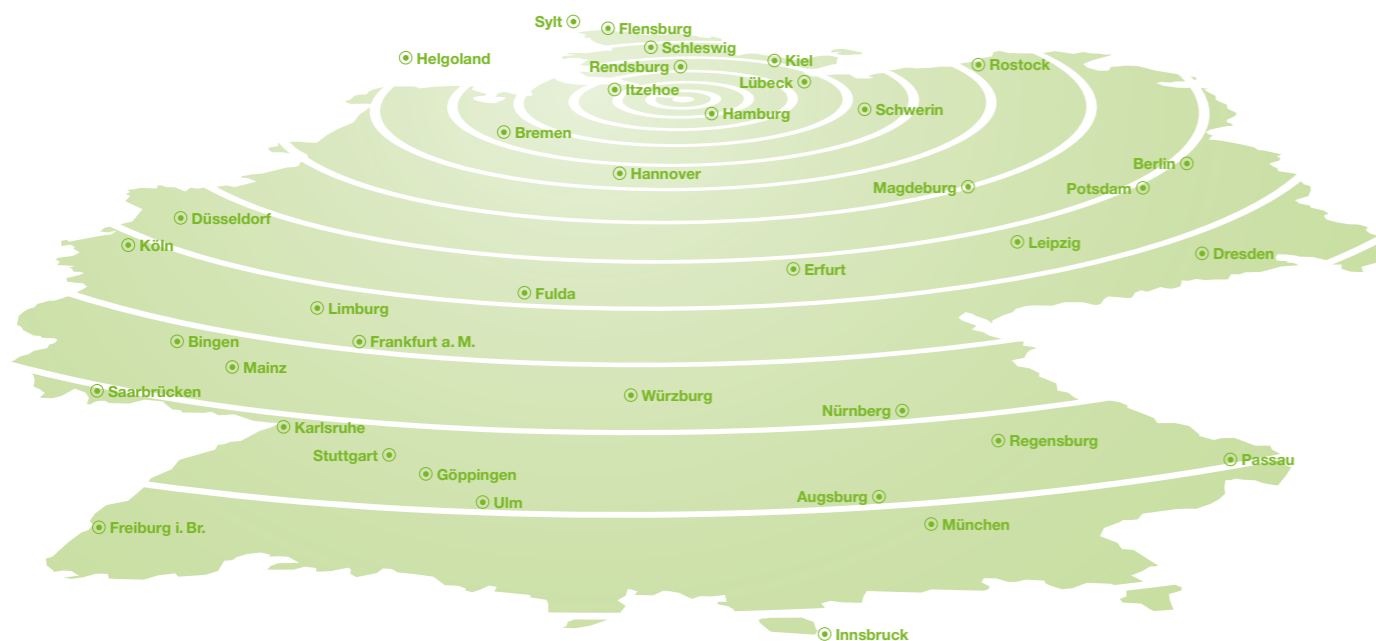 Sylt
Flensburg
Schleswig
Helgoland
Kiel
Rostock
Rendsburg
Lübeck
Itzehoe
Schwerin
Hamburg
Bremen
Berlin
Hannover
Magdeburg
Potsdam
Düsseldorf
Leipzig
Köln
Dresden
Erfurt
Fulda
Limburg
Bingen
Frankfurt a. M.
Mainz
Saarbrücken
Würzburg
Nürnberg
Karlsruhe
Regensburg
Stuttgart
Passau
Göppingen
Augsburg
Ulm
München
Freiburg i. Br.
Innsbruck